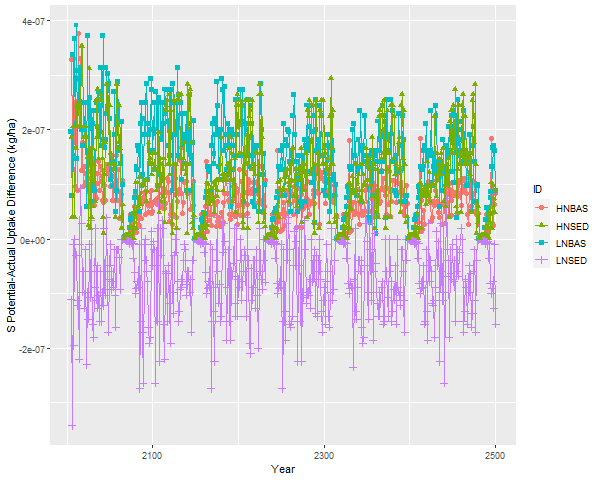 S Potential-Actual Uptake Difference (kg/ha)
4e-07
2e-07
0e+00
-2e-07
2100
2300
2500
Year
ID
HNBAS
HNSED
LNBAS
LNSED